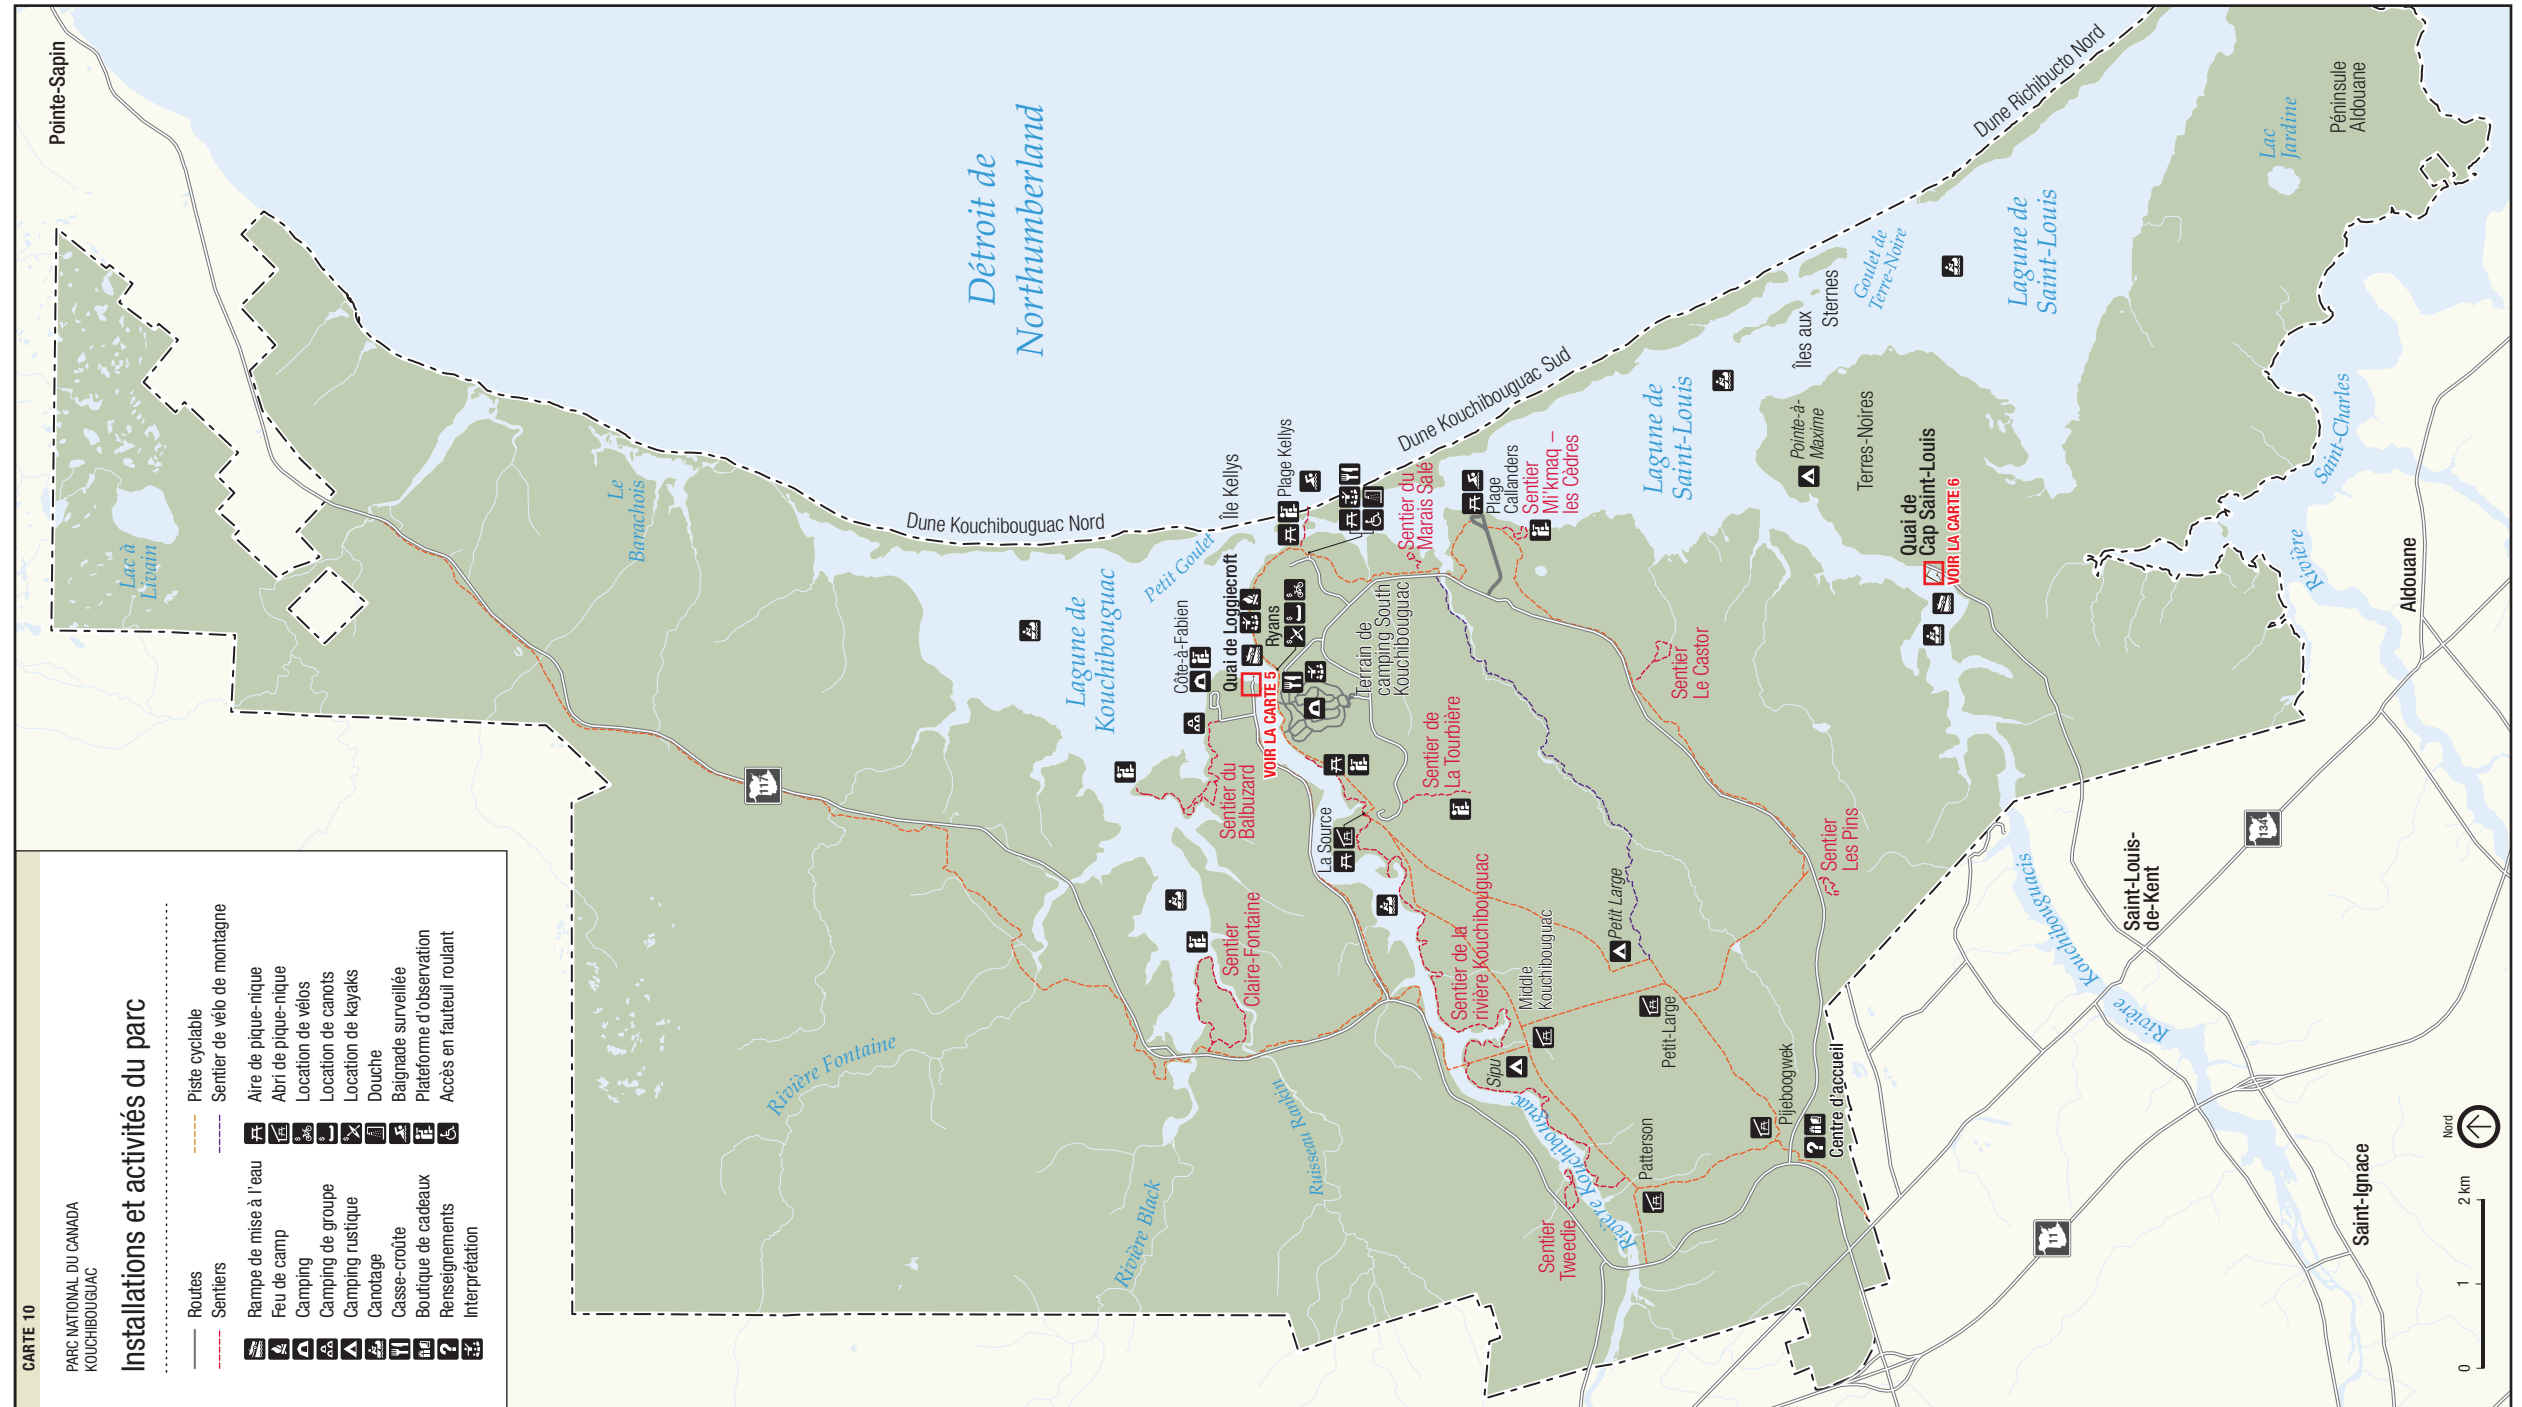 CARTE 10
PARC NATIONAL DU CANADA
KOUCHIBOUGUAC
Installations et activités du parc
Routes
Sentiers
Piste cyclable
Sentier de vélo de montagne
Rampe de mise à l'eau
Feu de camp
Camping
Camping de groupe
Camping rustique
Canotage
Casse-croûte
Boutique de cadeaux
Renseignements
Interprétation
Aire de pique-nique
Abri de pique-nique
Location de vélos
Location de canots
Location de kayaks
Douche
Baignade surveillée
Plateforme d'observation
Accès en fauteuil roulant
Pointe-Sapin
Lac à
Livain
Le
Barachois
Détroit de
Northumberland
Dune Kouchibouguac Nord
117
Lagune de
Kouchibouguac
Petit Goulet
Île Kellys
Plage Kellys
Côte-à-Fabien
Quai de Loggiecroft
VOIR LA CARTE 5
Ryans
Terrain de
camping South
Kouchibouguac
Dune Kouchibouguac Sud
Sentier du
Marais Salé
Plage
Callanders
Sentier
Mi'kmaq –
les Cèdres
Sentier du
Balbuzard
La Source
Sentier de
La Tourbière
Sentier
Claire-Fontaine
Sentier de la
rivière Kouchibouguac
Middle
Kouchibouguac
Petit Large
Petit-Large
Sipu
Patterson
Pijeboogwek
Centre d'accueil
Sentier
Tweedie
Rivière Kouchibouguac
Rivière Fontaine
Rivière Black
Ruisseau Rankin
Sentier
Le Castor
Sentier
Les Pins
Lagune de
Saint-Louis
Pointe-à-
Maxime
Terres-Noires
Îles aux
Sternes
Goulet de
Terre-Noire
Quai de
Cap Saint-Louis
VOIR LA CARTE 6
Lagune de
Saint-Louis
Dune Richibucto Nord
Lac
Jardine
Péninsule
Aldouane
Rivière
Saint-Charles
Aldouane
134
Saint-Louis-
de-Kent
Rivière
Kouchibouguacis
11
Saint-Ignace
Nord
0
1
2 km